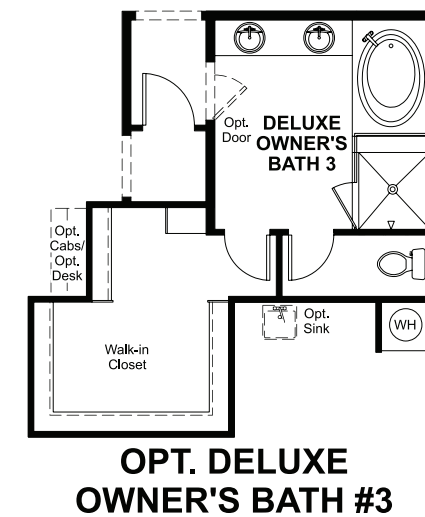 Opt.
Door
DELUXE
OWNER'S
BATH 3
Opt.
Cabs/
Opt.
Desk
Opt.
Sink
WH
Walk-in
Closet
OPT. DELUXE
OWNER'S BATH #3